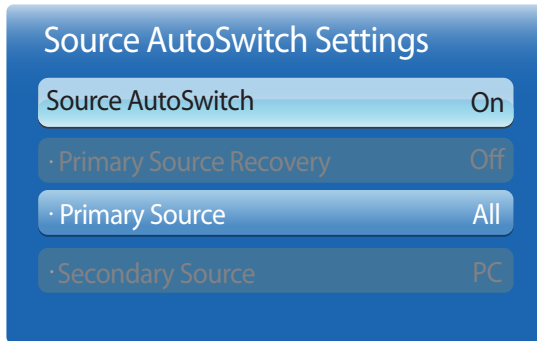 Source AutoSwitch Settings
Source AutoSwitch On
· Primary Source Recovery Off
· Primary Source All
· Secondary Source PC